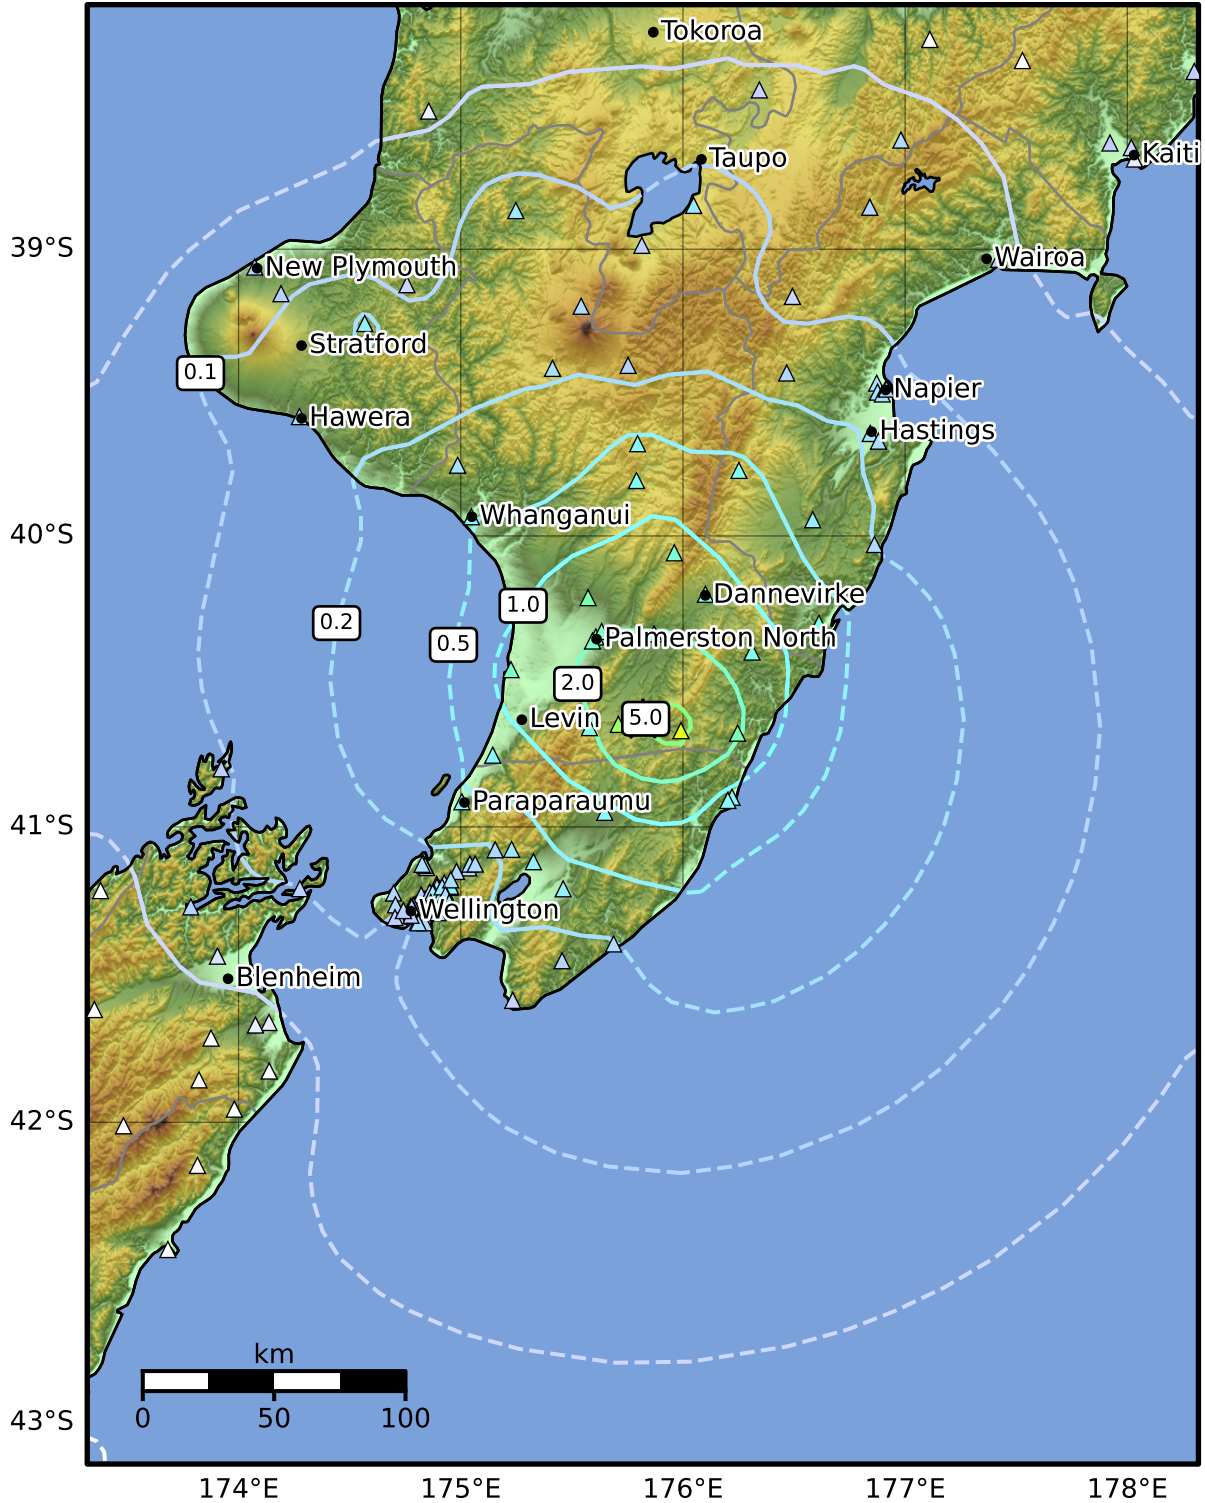 Tokoroa
Taupo
Kaiti
39°S
New Plymouth
Wairoa
Stratford
0.1
Napier
Hawera
Hastings
Whanganui
40°S
Dannevirke
1.0
0.2
0.5
Palmerston North
2.0
Levin
5.0
Paraparaumu
41°S
Wellington
Blenheim
42°S
km
0 50 100
43°S
174°E 175°E 176°E 177°E 178°E